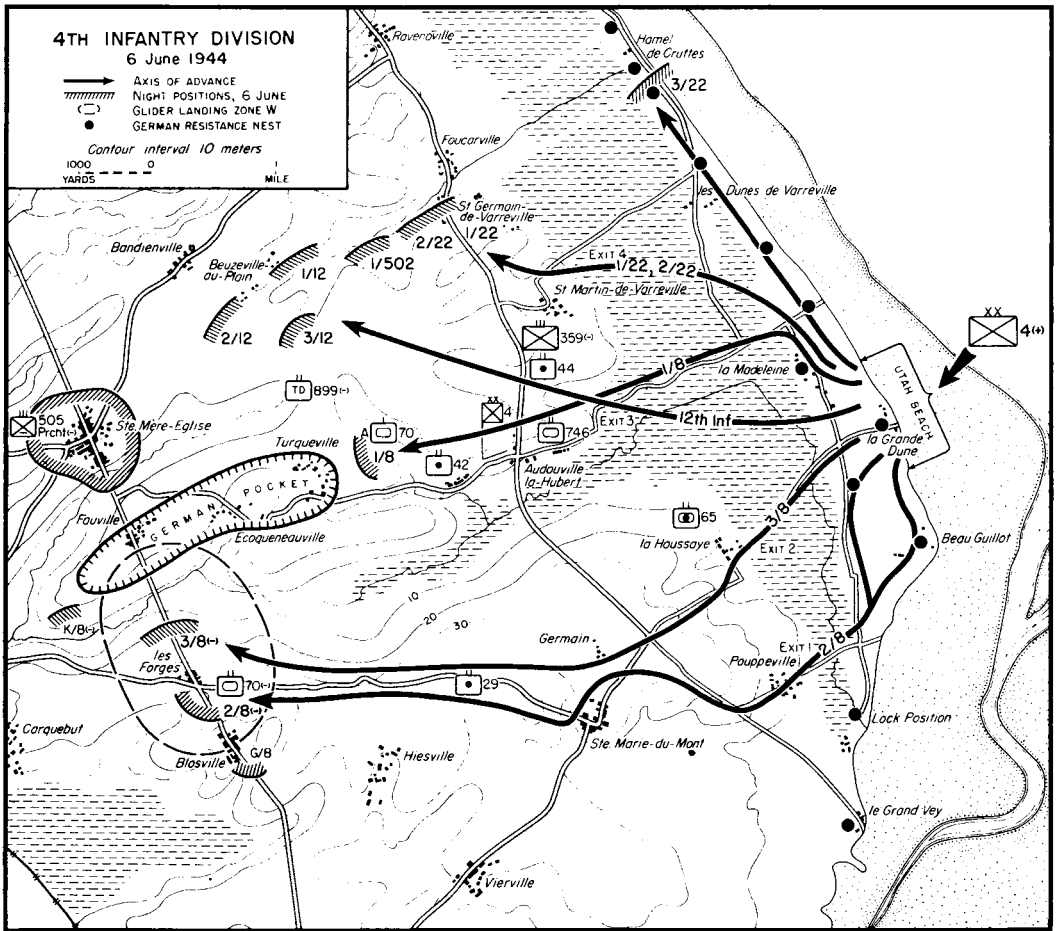 4TH INFANTRY DIVISION
6 June 1944
AXIS OF ADVANCE
NIGHT POSITIONS, 6 JUNE
GLIDER LANDING ZONE W
GERMAN RESISTANCE NEST
Contour interval 10 meters
1000 0 1
YARDS MILE
Ravenoville
Hamel
de Cruttes
3/22
Foucarville
les Dunes de Varreville
St Germain-
de-Varreville
2/22
1/22
1/502
Bandienville
Beuzeville-
au-Plain
1/12
2/12
3/12
EXIT 4
1/22, 2/22
St Martin-de-Varreville
XX
4(+)
UTAH BEACH
359(-)
44
la Madeleine
1/8
12th Inf
EXIT 3
TD 899(-)
XX
4
746
A 70
1/8
42
Audouville
la-Hubert
la Grande
Dune
505
Prcht(-)
Ste. Mère-Eglise
Turqueville
GERMAN POCKET
Fauville
Ecoqueneauville
65
la Houssaye
3/8
EXIT 2
Beau Guillot
10
20
30
K/8(-)
3/8(-)
les
Forges
Germain
EXIT 1
2/8
Pouppeville
70(-)
29
2/8(-)
Lock Position
Carquebut
G/8
Blosville
Hiesville
Ste. Marie-du-Mont
le Grand Vey
Vierville